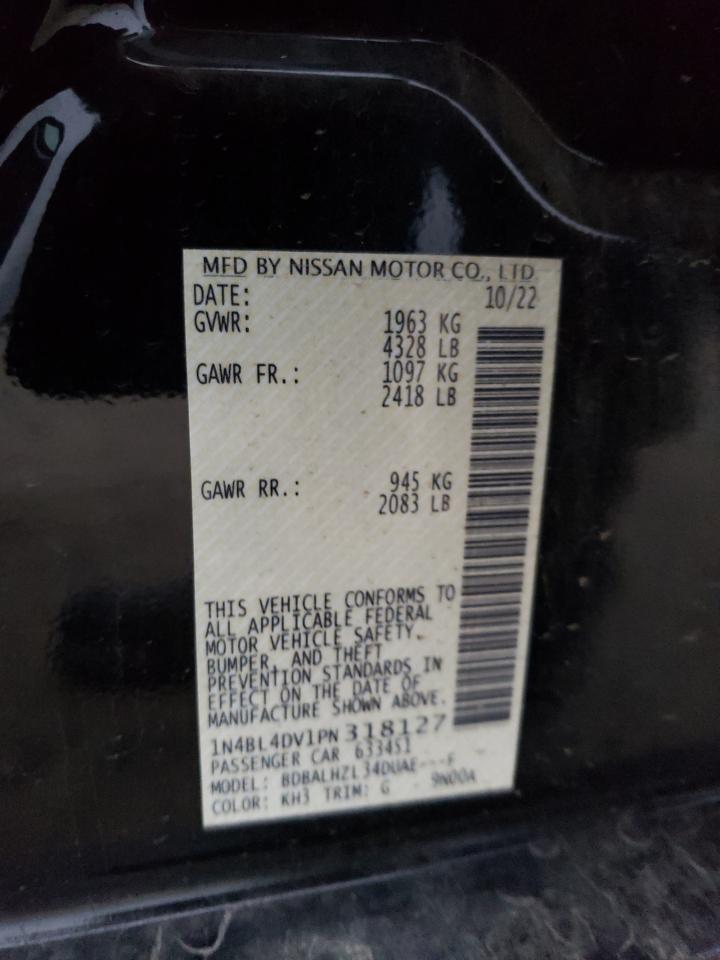 MFD BY NISSAN MOTOR CO., LTD
DATE: 10/22
GVWR: 1963 KG
4328 LB
GAWR FR.: 1097 KG
2418 LB
GAWR RR.: 945 KG
2083 LB
THIS VEHICLE CONFORMS TO
ALL APPLICABLE FEDERAL
MOTOR VEHICLE SAFETY,
BUMPER, AND THEFT
PREVENTION STANDARDS IN
EFFECT ON THE DATE OF
MANUFACTURE SHOWN ABOVE.
1N4BL4DV1PN318127
PASSENGER CAR 633451
MODEL: BDBALHZL34DUAE---F
COLOR: KH3 TRIM: G 9N00A